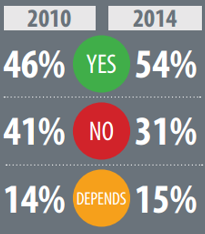 2010 2014
46% YES 54%
41% NO 31%
14% DEPENDS 15%